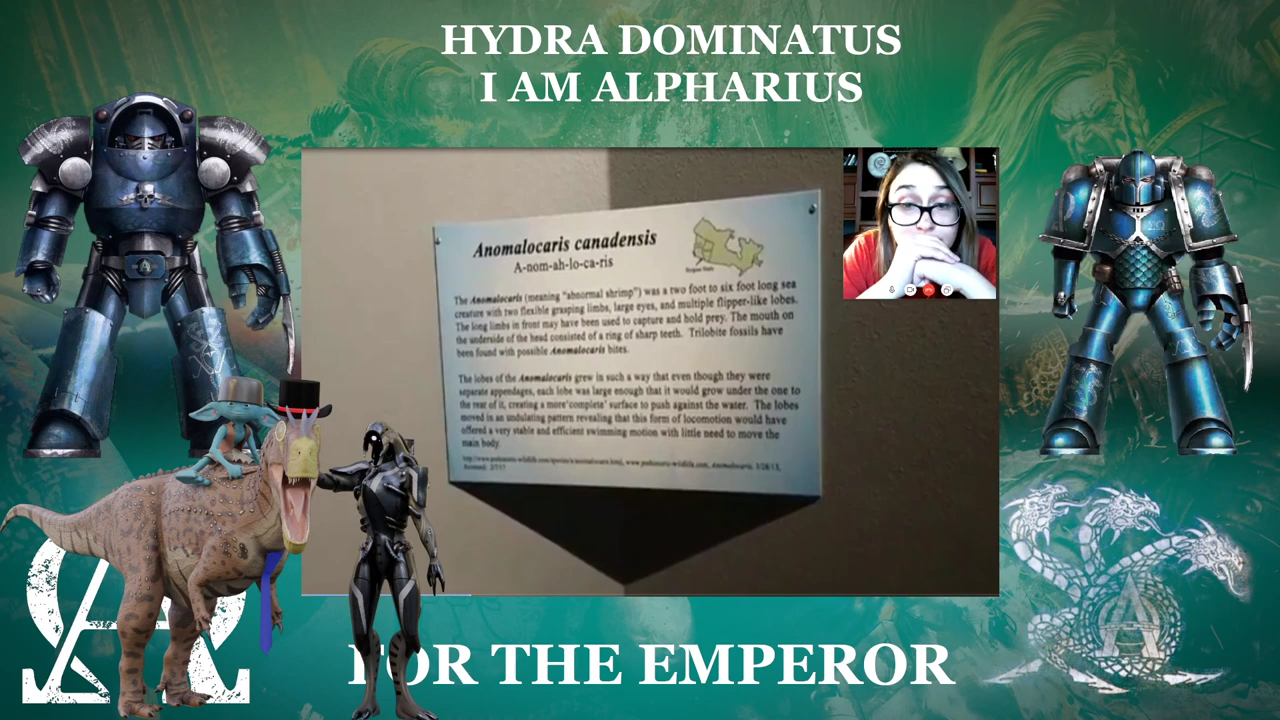 HYDRA DOMINATUS
I AM ALPHARIUS
Anomalocaris canadensis
A-nom-ah-lo-ca-ris
The Anomalocaris (meaning "abnormal shrimp") was a two foot to six foot long sea
creature with two flexible grasping limbs, large eyes, and multiple flipper-like lobes.
The long limbs in front may have been used to capture and hold prey. The mouth on
the underside of the head consisted of a ring of sharp teeth. Trilobite fossils have
been found with possible Anomalocaris bites.
The lobes of the Anomalocaris grew in such a way that even though they were
separate appendages, each lobe was large enough that it would grow under the one to
the rear of it, creating a more 'complete' surface to push against the water. The lobes
moved in an undulating pattern revealing that this form of locomotion would have
offered a very stable and efficient swimming motion with little need to move the
main body.
FOR THE EMPEROR